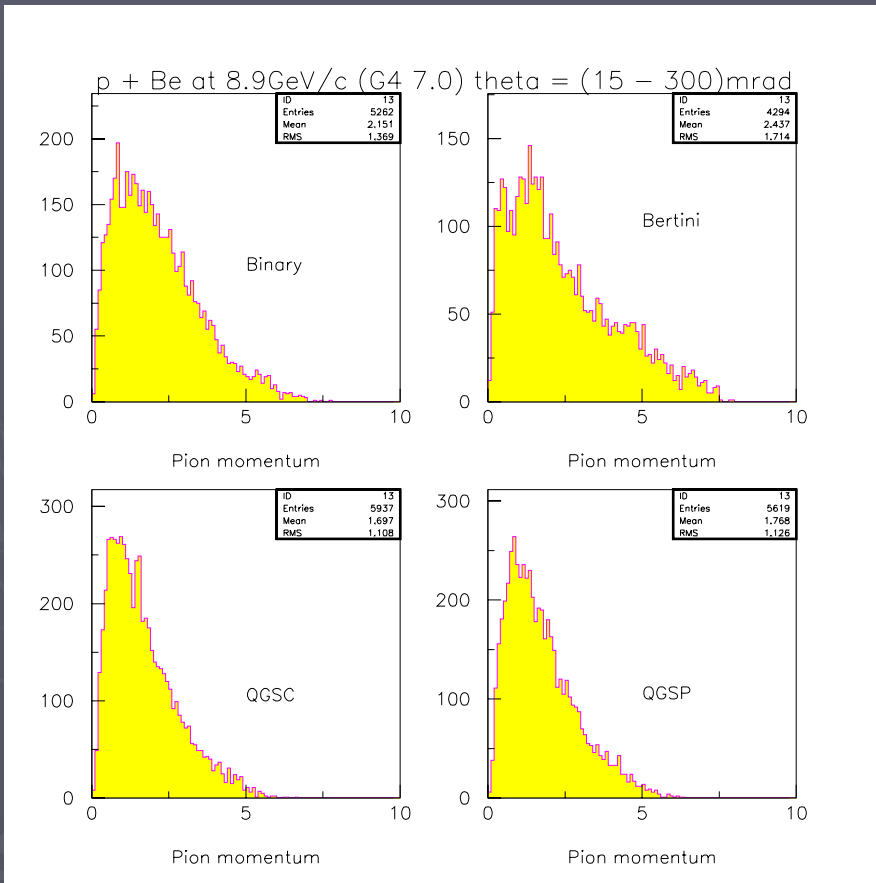 p + Be at 8.9GeV/c (G4 7.0) theta = (15 – 300)mrad
ID 13
Entries 5262
Mean 2.151
RMS 1.369
200
150
100
50
0
0 5 10
Binary
Pion momentum
ID 13
Entries 4294
Mean 2.437
RMS 1.714
150
100
50
0
0 5 10
Bertini
Pion momentum
ID 13
Entries 5937
Mean 1.697
RMS 1.108
300
200
100
0
0 5 10
QGSC
Pion momentum
ID 13
Entries 5619
Mean 1.768
RMS 1.126
300
200
100
0
0 5 10
QGSP
Pion momentum